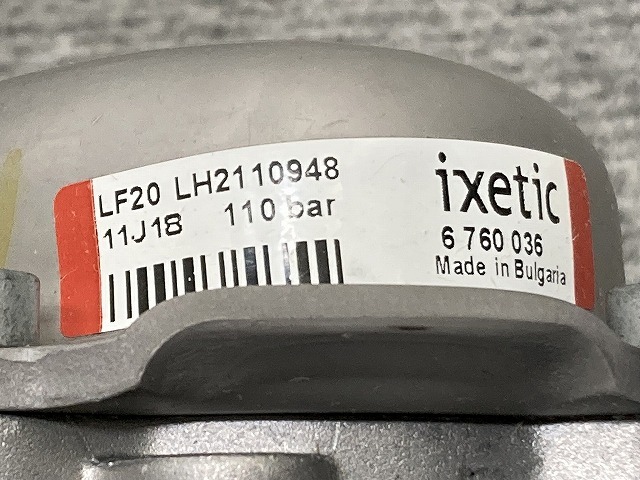 LF20 LH2110948
11J18 110 bar
ixetic
6 760 036
Made in Bulgaria